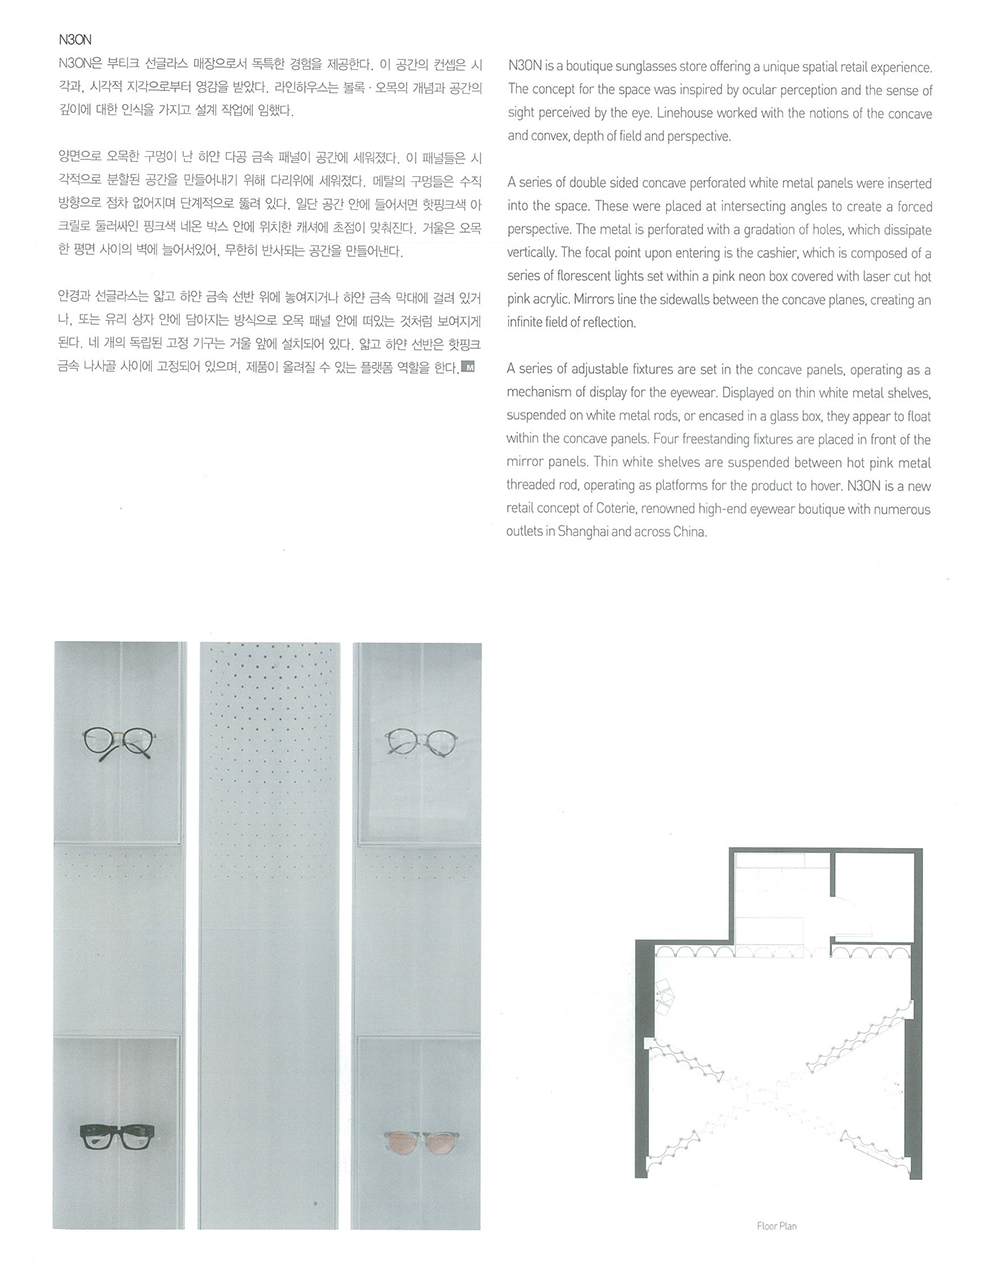 N3ON
N3ON은 부티크 선글라스 매장으로서 독특한 경험을 제공한다. 이 공간의 컨셉은 시
각과, 시각적 지각으로부터 영감을 받았다. 라인하우스는 볼록 · 오목의 개념과 공간의
깊이에 대한 인식을 가지고 설계 작업에 임했다.
양면으로 오목한 구멍이 난 하얀 다공 금속 패널이 공간에 세워졌다. 이 패널들은 시
각적으로 분할된 공간을 만들어내기 위해 다리위에 세워졌다. 메탈의 구멍들은 수직
방향으로 점차 없어지며 단계적으로 뚫려 있다. 일단 공간 안에 들어서면 핫핑크색 아
크릴로 둘러싸인 핑크색 네온 박스 안에 위치한 캐셔에 초점이 맞춰진다. 거울은 오목
한 평면 사이의 벽에 늘어서있어, 무한히 반사되는 공간을 만들어낸다.
안경과 선글라스는 얇고 하얀 금속 선반 위에 놓여지거나 하얀 금속 막대에 걸려 있거
나, 또는 유리 상자 안에 담아지는 방식으로 오목 패널 안에 떠있는 것처럼 보여지게
된다. 네 개의 독립된 고정 기구는 거울 앞에 설치되어 있다. 얇고 하얀 선반은 핫핑크
금속 나사골 사이에 고정되어 있으며, 제품이 올려질 수 있는 플랫폼 역할을 한다. M
N3ON is a boutique sunglasses store offering a unique spatial retail experience.
The concept for the space was inspired by ocular perception and the sense of
sight perceived by the eye. Linehouse worked with the notions of the concave
and convex, depth of field and perspective.
A series of double sided concave perforated white metal panels were inserted
into the space. These were placed at intersecting angles to create a forced
perspective. The metal is perforated with a gradation of holes, which dissipate
vertically. The focal point upon entering is the cashier, which is composed of a
series of florescent lights set within a pink neon box covered with laser cut hot
pink acrylic. Mirrors line the sidewalls between the concave planes, creating an
infinite field of reflection.
A series of adjustable fixtures are set in the concave panels, operating as a
mechanism of display for the eyewear. Displayed on thin white metal shelves,
suspended on white metal rods, or encased in a glass box, they appear to float
within the concave panels. Four freestanding fixtures are placed in front of the
mirror panels. Thin white shelves are suspended between hot pink metal
threaded rod, operating as platforms for the product to hover. N3ON is a new
retail concept of Coterie, renowned high-end eyewear boutique with numerous
outlets in Shanghai and across China.
Floor Plan